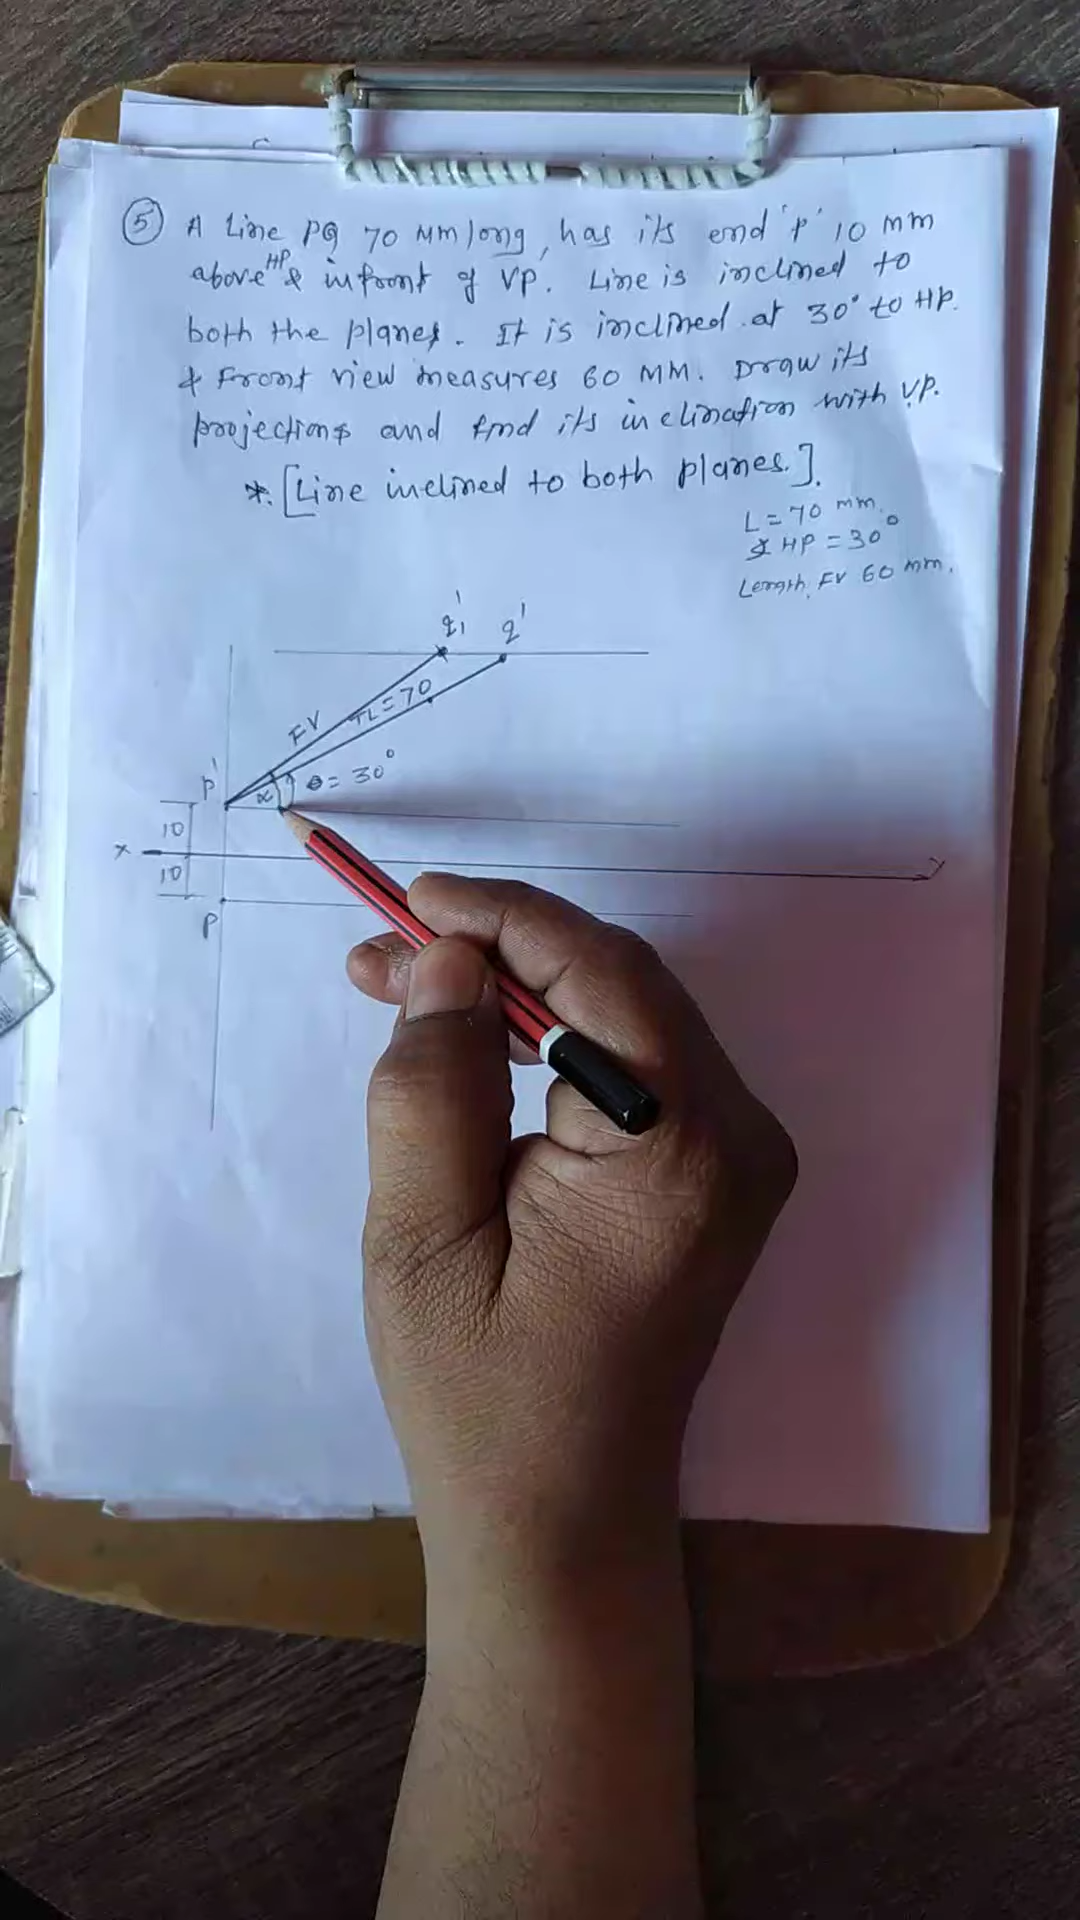 5 A Line PQ 70 MM long, has its end 'P' 10 mm
above HP & infront of VP. Line is inclined to
both the planes. It is inclined at 30° to HP.
& Front view measures 60 MM. Draw its
projections and find its inclination with VP.
*. [Line inclined to both planes.].
L = 70 mm.
∠ HP = 30°
Length FV 60 mm.
q1' q'
FV TL = 70
p' α θ = 30°
10
X Y
10
P